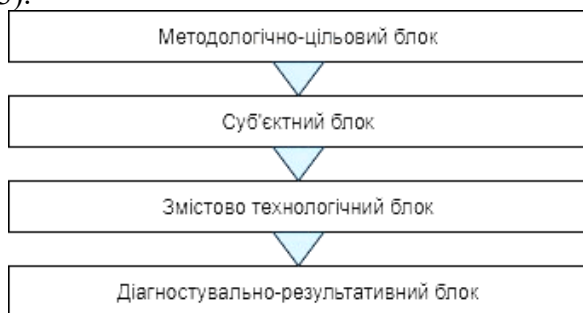 Методологічно-цільовий блок
Суб'єктний блок
Змістово технологічний блок
Діагностувально-результативний блок